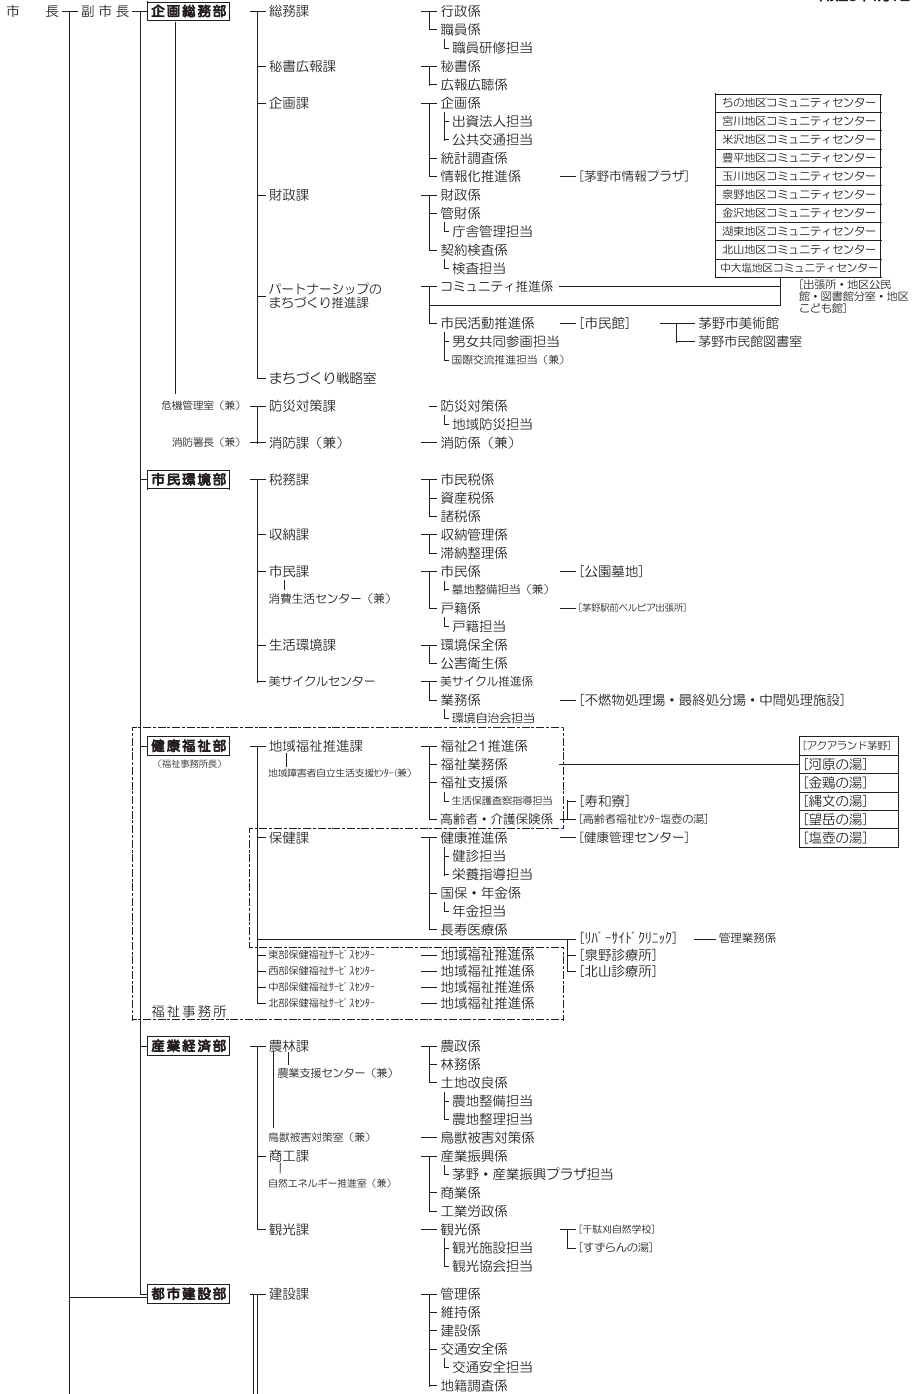 市　長 副市長 企画総務部 総務課 行政係
職員係
職員研修担当
秘書広報課 秘書係
広報広聴係
企画課 企画係 ちの地区コミュニティセンター
出資法人担当 宮川地区コミュニティセンター
公共交通担当 米沢地区コミュニティセンター
統計調査係 豊平地区コミュニティセンター
情報化推進係 [茅野市情報プラザ] 玉川地区コミュニティセンター
財政課 財政係 泉野地区コミュニティセンター
管財係 金沢地区コミュニティセンター
庁舎管理担当 湖東地区コミュニティセンター
契約検査係 北山地区コミュニティセンター
検査担当 中大塩地区コミュニティセンター
パートナーシップの
まちづくり推進課 コミュニティ推進係 [出張所・地区公民
館・図書館分室・地区
こども館]
市民活動推進係 [市民館] 茅野市美術館
男女共同参画担当 茅野市民館図書室
国際交流推進担当（兼）
まちづくり戦略室
危機管理室（兼） 防災対策課 防災対策係
地域防災担当
消防署長（兼） 消防課（兼） 消防係（兼）
市民環境部 税務課 市民税係
資産税係
諸税係
収納課 収納管理係
滞納整理係
市民課 市民係 [公園墓地]
墓地整備担当（兼）
消費生活センター（兼）
戸籍係 [茅野駅前ベルビア出張所]
戸籍担当
生活環境課 環境保全係
公害衛生係
美サイクルセンター 美サイクル推進係
業務係 [不燃物処理場・最終処分場・中間処理施設]
環境自治会担当
健康福祉部 地域福祉推進課 福祉21推進係 [アクアランド茅野]
（福祉事務所長） 福祉業務係 [河原の湯]
地域障害者自立生活支援ｾﾝﾀｰ(兼)
福祉支援係 [金鶏の湯]
生活保護査察指導担当 [寿和寮] [縄文の湯]
高齢者・介護保険係 [高齢者福祉ｾﾝﾀｰ塩壺の湯] [望岳の湯]
保健課 健康推進係 [健康管理センター] [塩壺の湯]
健診担当
栄養指導担当
国保・年金係
年金担当
長寿医療係
[ﾘﾊﾞｰｻｲﾄﾞｸﾘﾆｯｸ] 管理業務係
東部保健福祉ｻｰﾋﾞｽｾﾝﾀｰ 地域福祉推進係 [泉野診療所]
西部保健福祉ｻｰﾋﾞｽｾﾝﾀｰ 地域福祉推進係 [北山診療所]
中部保健福祉ｻｰﾋﾞｽｾﾝﾀｰ 地域福祉推進係
北部保健福祉ｻｰﾋﾞｽｾﾝﾀｰ 地域福祉推進係
福祉事務所
産業経済部 農林課 農政係
林務係
農業支援センター（兼）
土地改良係
農地整備担当
農地整理担当
鳥獣被害対策室（兼） 鳥獣被害対策係
商工課 産業振興係
茅野・産業振興プラザ担当
自然エネルギー推進室（兼）
商業係
工業労政係
観光課 観光係 [千駄刈自然学校]
観光施設担当 [すずらんの湯]
観光協会担当
都市建設部 建設課 管理係
維持係
建設係
交通安全係
交通安全担当
地籍調査係